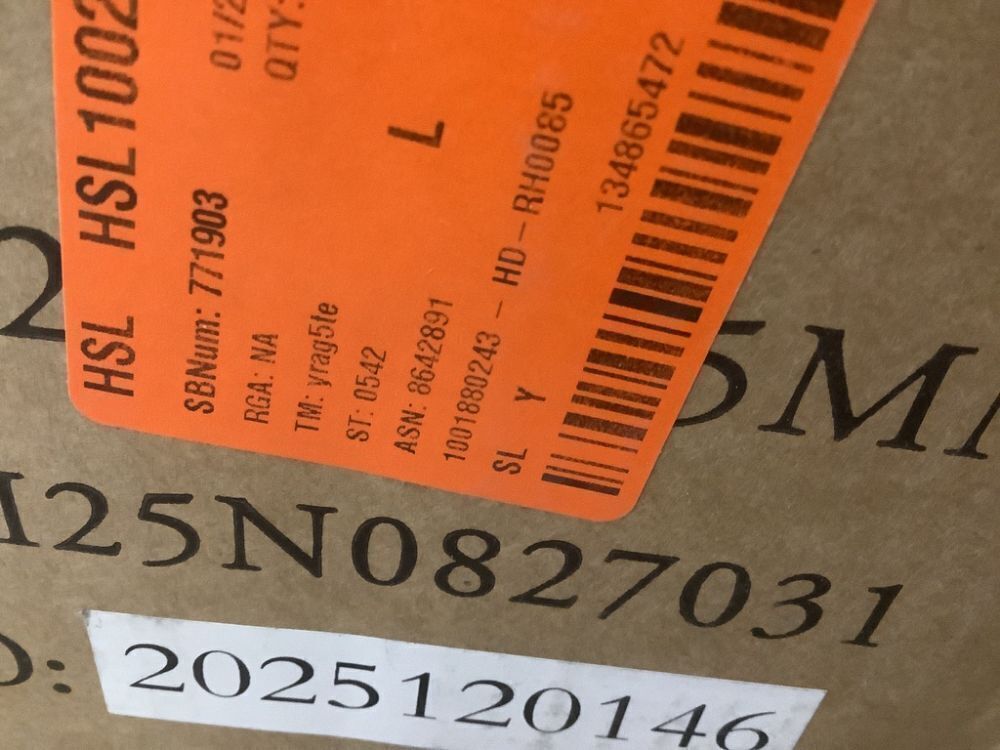 HSL HSL1002
01/2
QTY:
SBNum: 771903
RGA: NA
TM: vrag5te
L
ST: 0542
ASN: 8642891
1001880243 - HD-RH0085
SL Y
134865472
2
5M
M25N0827031
D: 2025120146